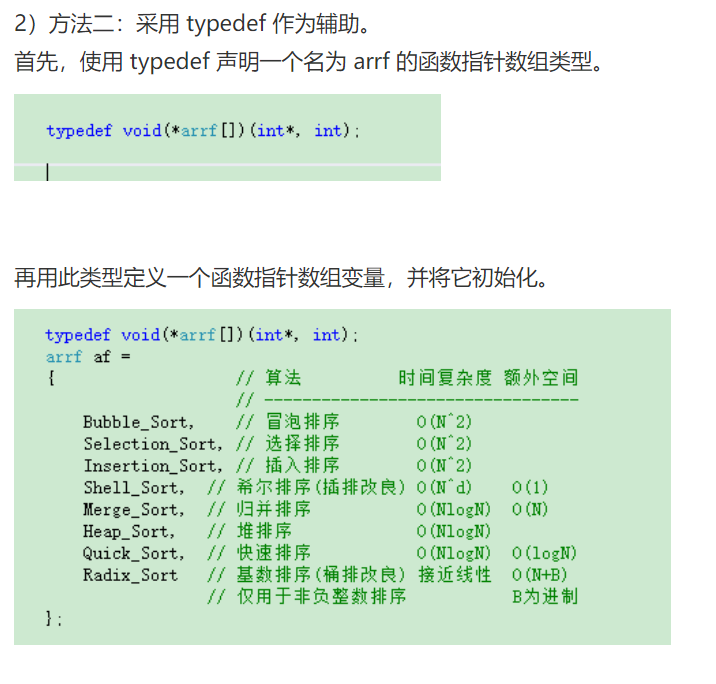 2）方法二：采用 typedef 作为辅助。
首先，使用 typedef 声明一个名为 arrf 的函数指针数组类型。
typedef void(*arrf[])(int*, int);
再用此类型定义一个函数指针数组变量，并将它初始化。
typedef void(*arrf[])(int*, int);
arrf af =
{ // 算法 时间复杂度 额外空间
// ----------------------------------
Bubble_Sort, // 冒泡排序 O(N^2)
Selection_Sort, // 选择排序 O(N^2)
Insertion_Sort, // 插入排序 O(N^2)
Shell_Sort, // 希尔排序(插排改良) O(N^d) O(1)
Merge_Sort, // 归并排序 O(NlogN) O(N)
Heap_Sort, // 堆排序 O(NlogN)
Quick_Sort, // 快速排序 O(NlogN) O(logN)
Radix_Sort // 基数排序(桶排改良) 接近线性 O(N+B)
// 仅用于非负整数排序 B为进制
};